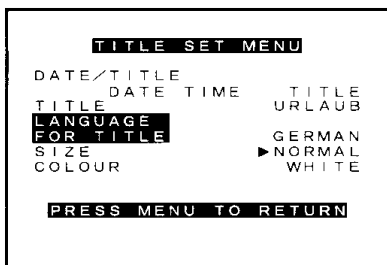 TITLE SET MENU
DATE/TITLE
DATE TIME TITLE
TITLE URLAUB
LANGUAGE
FOR TITLE GERMAN
SIZE ▶NORMAL
COLOUR WHITE
PRESS MENU TO RETURN